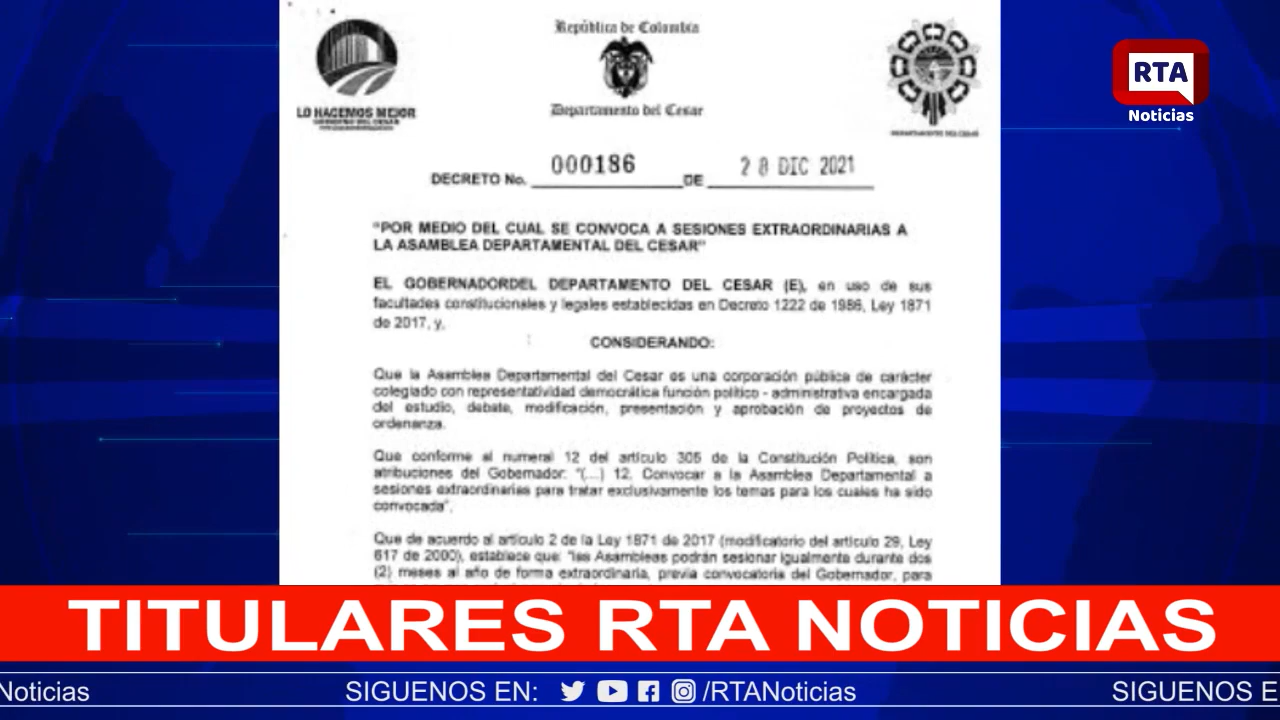 República de Colombia
LO HACEMOS MEJOR
GOBIERNO DEL CESAR
Departamento del Cesar
DEPARTAMENTO DEL CESAR
RTA
Noticias
DECRETO No. 000186 DE 28 DIC 2021
"POR MEDIO DEL CUAL SE CONVOCA A SESIONES EXTRAORDINARIAS A
LA ASAMBLEA DEPARTAMENTAL DEL CESAR"
EL GOBERNADORDEL DEPARTAMENTO DEL CESAR (E), en uso de sus
facultades constitucionales y legales establecidas en Decreto 1222 de 1986, Ley 1871
de 2017, y,
CONSIDERANDO:
Que la Asamblea Departamental del Cesar es una corporación pública de carácter
colegiado con representatividad democrática función político - administrativa encargada
del estudio, debate, modificación, presentación y aprobación de proyectos de
ordenanza.
Que conforme al numeral 12 del artículo 305 de la Constitución Política, son
atribuciones del Gobernador: "(...) 12. Convocar a la Asamblea Departamental a
sesiones extraordinarias para tratar exclusivamente los temas para los cuales ha sido
convocada",
Que de acuerdo al artículo 2 de la Ley 1871 de 2017 (modificatorio del artículo 29, Ley
617 de 2000), establece que: "las Asambleas podrán sesionar igualmente durante dos
(2) meses al año de forma extraordinaria, previa convocatoria del Gobernador, para
TITULARES RTA NOTICIAS
Noticias SIGUENOS EN: /RTANoticias SIGUENOS E